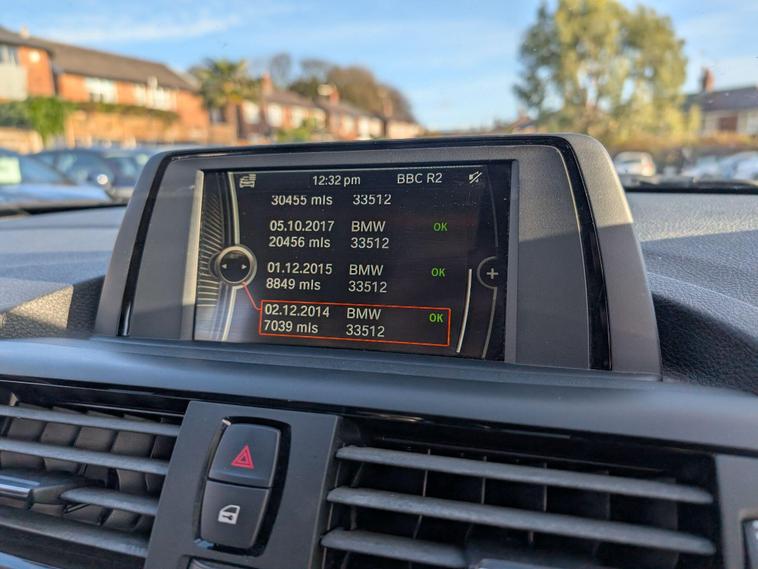 12:32 pm BBC R2
30455 mls 33512
05.10.2017 BMW OK
20456 mls 33512
01.12.2015 BMW OK
8849 mls 33512
02.12.2014 BMW OK
7039 mls 33512